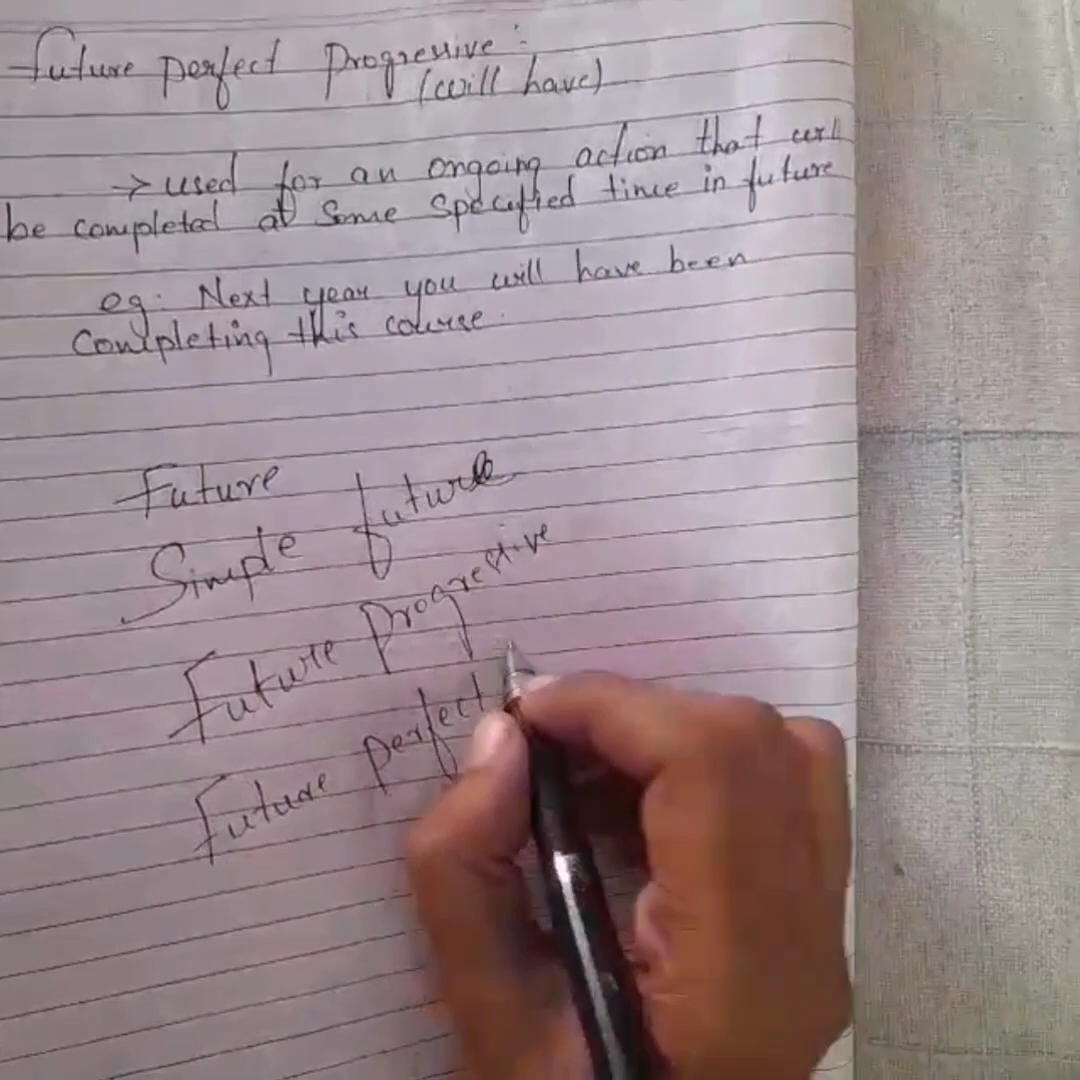 Future perfect Progressive :
(will have)
→ used for an ongoing action that will
be completed at some specified time in future
eg: Next year you will have been
Completing this course.
Future
Simple future
Future Progressive
Future perfect